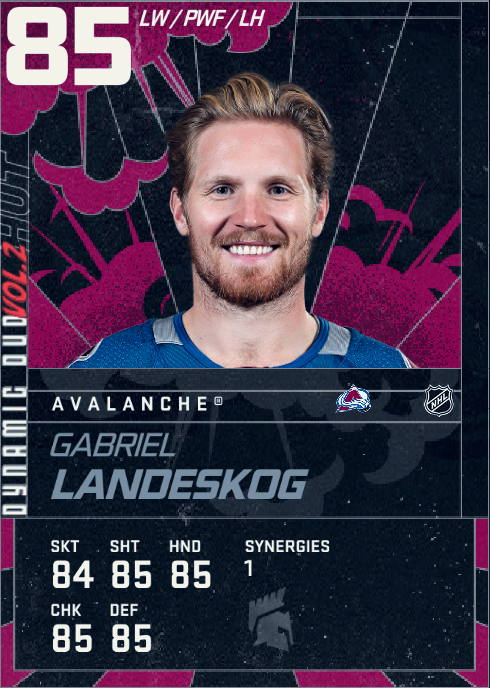 85
LW / PWF / LH
HUT
DYNAMIC DUO VOL.2
AVALANCHE®
NHL
GABRIEL
LANDESKOG
SKT SHT HND SYNERGIES
84 85 85 1
CHK DEF
85 85